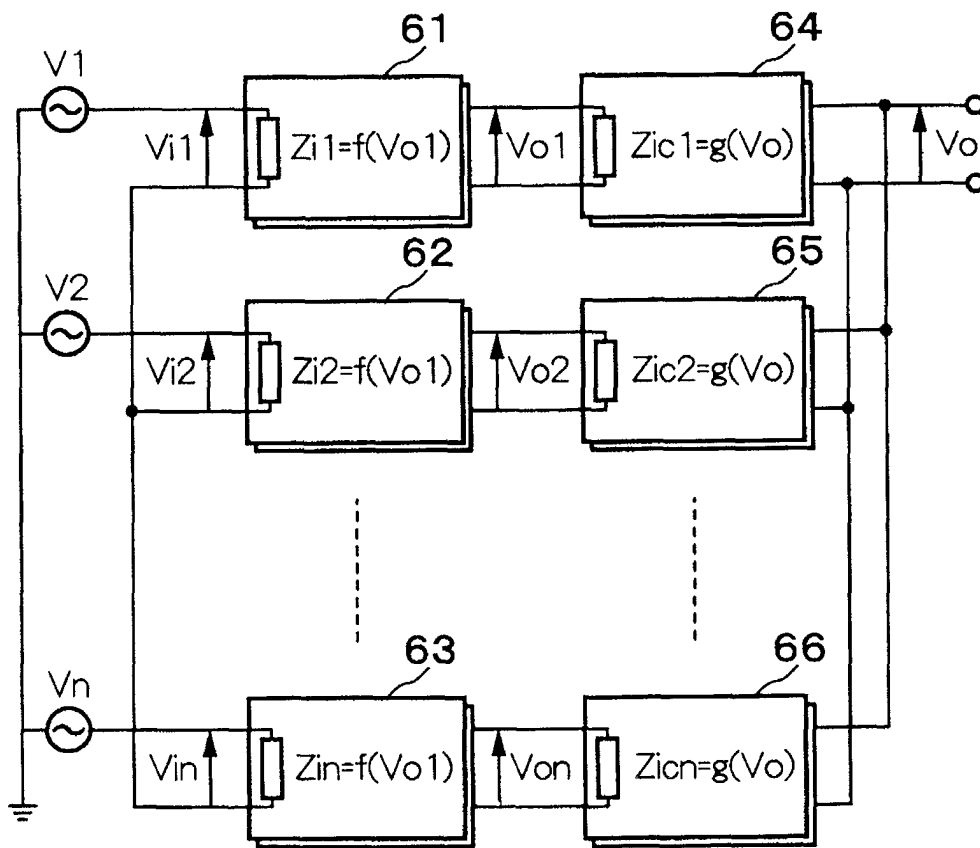 61
64
V1
Vi1
Zi1=f(Vo1)
Vo1
Zic1=g(Vo)
Vo
62
65
V2
Vi2
Zi2=f(Vo1)
Vo2
Zic2=g(Vo)
63
66
Vn
Vin
Zin=f(Vo1)
Von
Zicn=g(Vo)